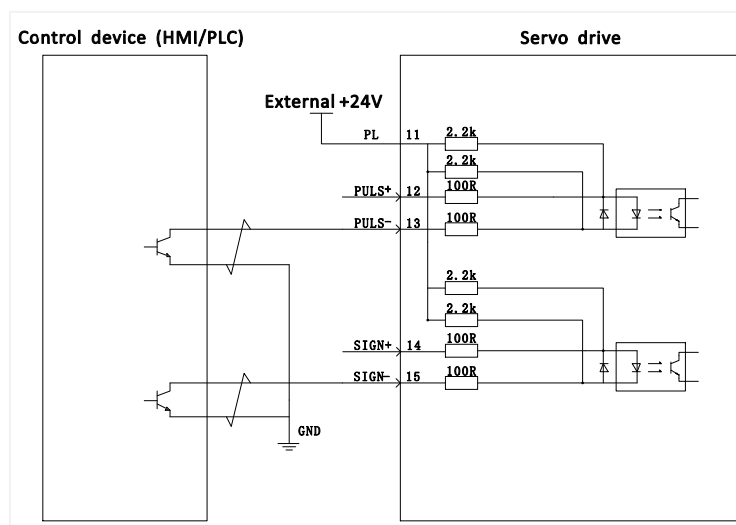 Control device (HMI/PLC)
Servo drive
External +24V
PL 11 2.2k
2.2k
PULS+ 12 100R
PULS- 13 100R
2.2k
2.2k
SIGN+ 14 100R
SIGN- 15 100R
GND